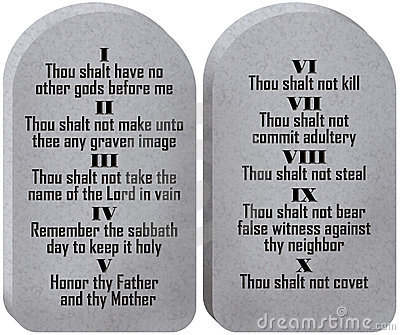 I
Thou shalt have no
other gods before me
II
Thou shalt not make unto
thee any graven image
III
Thou shalt not take the
name of the Lord in vain
IV
Remember the sabbath
day to keep it holy
V
Honor thy Father
and thy Mother
VI
Thou shalt not kill
VII
Thou shalt not
commit adultery
VIII
Thou shalt not steal
IX
Thou shalt not bear
false witness against
thy neighbor
X
Thou shalt not covet
dreamstime.com